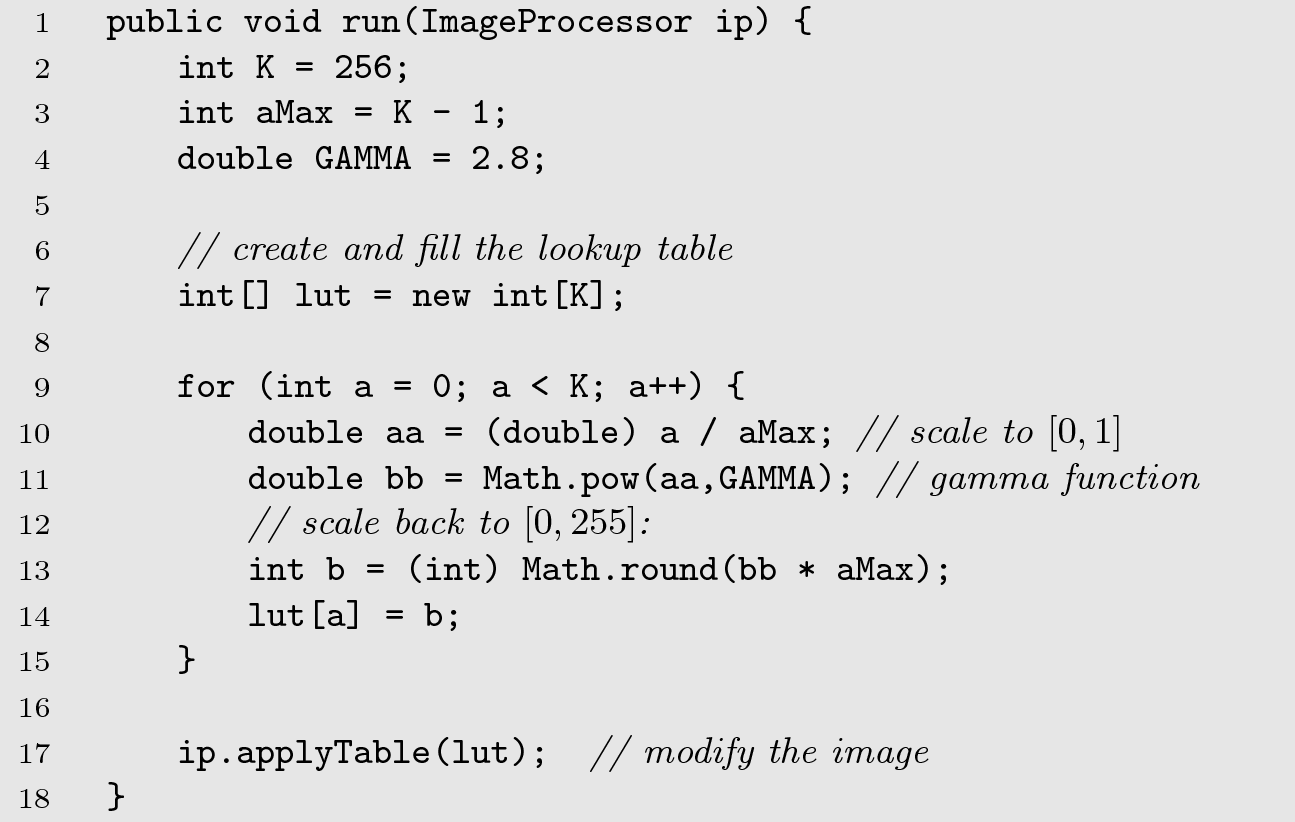 1 public void run(ImageProcessor ip) {
2 int K = 256;
3 int aMax = K - 1;
4 double GAMMA = 2.8;
5
6 // create and fill the lookup table
7 int[] lut = new int[K];
8
9 for (int a = 0; a < K; a++) {
10 double aa = (double) a / aMax; // scale to [0, 1]
11 double bb = Math.pow(aa,GAMMA); // gamma function
12 // scale back to [0, 255]:
13 int b = (int) Math.round(bb * aMax);
14 lut[a] = b;
15 }
16
17 ip.applyTable(lut); // modify the image
18 }